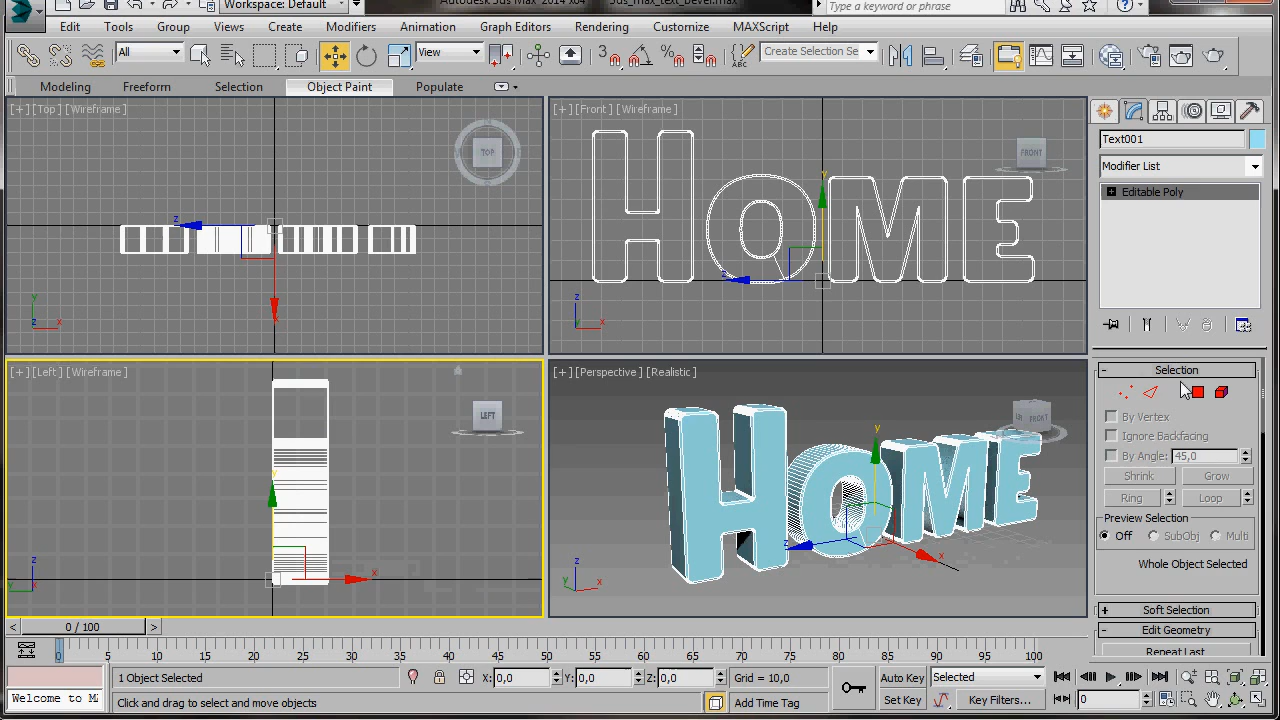 Workspace: Default
Autodesk 3ds Max 2014 x64
3ds_max_text_bevel.max
Type a keyword or phrase
Edit Tools Group Views Create Modifiers Animation Graph Editors Rendering Customize MAXScript Help
All
View
3
ABC
Create Selection Se
Modeling Freeform Selection Object Paint Populate
[+] [Top] [Wireframe]
TOP
z
y
z x
[+] [Front] [Wireframe]
FRONT
HOME
y
z
z
x
[+] [Left] [Wireframe]
LEFT
x
z
y
[+] [Perspective] [Realistic]
FRONT
HOME
y
z
x
z
y
x
Text001
Modifier List
Editable Poly
- Selection
By Vertex
Ignore Backfacing
By Angle: 45,0
Shrink Grow
Ring Loop
Preview Selection
Off SubObj Multi
Whole Object Selected
+ Soft Selection
- Edit Geometry
Repeat Last
< 0 / 100 >
0 5 10 15 20 25 30 35 40 45 50 55 60 65 70 75 80 85 90 95 100
1 Object Selected
X: 0,0 Y: 0,0 Z: 0,0
Grid = 10,0
Auto Key Selected
Welcome to MA
Click and drag to select and move objects
Add Time Tag
Set Key Key Filters...
0